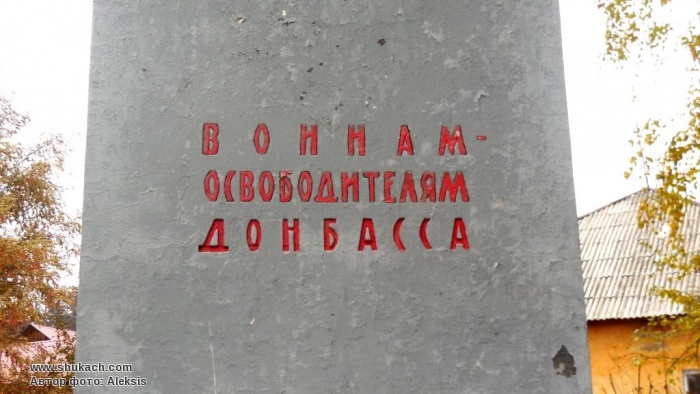 ВОИНАМ-
ОСВОБОДИТЕЛЯМ
ДОНБАССА
www.shukach.com
Автор фото: Aleksis